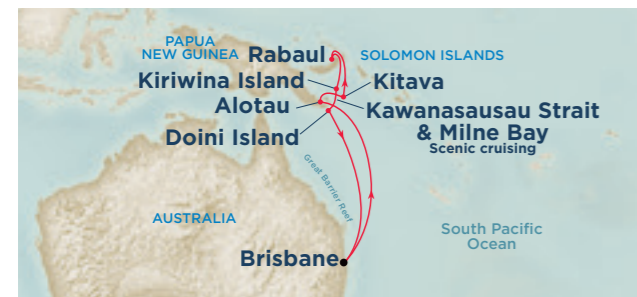 PAPUA
NEW GUINEA
Rabaul
SOLOMON ISLANDS
Kiriwina Island
Kitava
Alotau
Kawanasausau Strait
& Milne Bay
Scenic cruising
Doini Island
Great Barrier Reef
AUSTRALIA
South Pacific
Ocean
Brisbane